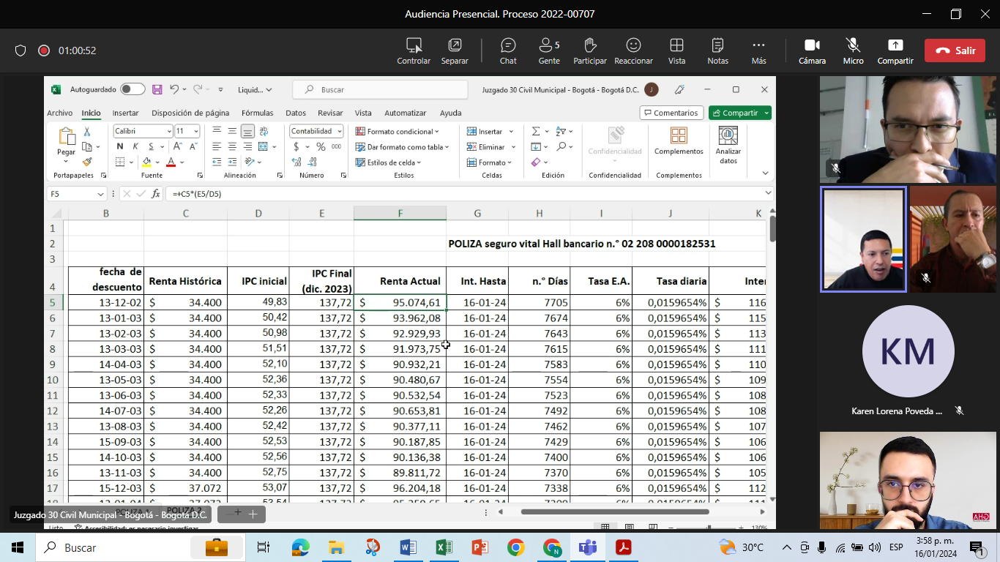 Audiencia Presencial. Proceso 2022-00707
01:00:52
Controlar Separar Chat Gente 5 Participar Reaccionar Vista Notas Más Cámara Micro Compartir Salir
Autoguardado Liquid... Buscar Juzgado 30 Civil Municipal - Bogotá - Bogotá D.C. J
Archivo Inicio Insertar Disposición de página Fórmulas Datos Revisar Vista Automatizar Ayuda Comentarios Compartir
Pegar Calibri 11 Contabilidad Formato condicional Insertar Confidencialidad Complementos Analizar datos
N K S $ % 000 Dar formato como tabla Eliminar
Estilos de celda Formato
Portapapeles Fuente Alineación Número Estilos Celdas Edición Confidencialidad Complementos
F5 fx =+C5*(E5/D5)
B C D E F G H I J K
1
2 POLIZA seguro vital Hall bancario n.° 02 208 0000182531
3
4 fecha de descuento Renta Histórica IPC inicial IPC Final (dic. 2023) Renta Actual Int. Hasta n.° Días Tasa E.A. Tasa diaria Inter
5 13-12-02 $ 34.400 49,83 137,72 $ 95.074,61 16-01-24 7705 6% 0,0159654% $ 116
6 13-01-03 $ 34.400 50,42 137,72 $ 93.962,08 16-01-24 7674 6% 0,0159654% $ 115
7 13-02-03 $ 34.400 50,98 137,72 $ 92.929,93 16-01-24 7643 6% 0,0159654% $ 113
8 13-03-03 $ 34.400 51,51 137,72 $ 91.973,75 16-01-24 7615 6% 0,0159654% $ 111
9 14-04-03 $ 34.400 52,10 137,72 $ 90.932,21 16-01-24 7583 6% 0,0159654% $ 110
10 13-05-03 $ 34.400 52,36 137,72 $ 90.480,67 16-01-24 7554 6% 0,0159654% $ 109
11 13-06-03 $ 34.400 52,33 137,72 $ 90.532,54 16-01-24 7523 6% 0,0159654% $ 108
12 14-07-03 $ 34.400 52,26 137,72 $ 90.653,81 16-01-24 7492 6% 0,0159654% $ 108
13 13-08-03 $ 34.400 52,42 137,72 $ 90.377,11 16-01-24 7462 6% 0,0159654% $ 107
14 15-09-03 $ 34.400 52,53 137,72 $ 90.187,85 16-01-24 7429 6% 0,0159654% $ 106
15 14-10-03 $ 34.400 52,56 137,72 $ 90.136,38 16-01-24 7400 6% 0,0159654% $ 106
16 13-11-03 $ 34.400 52,75 137,72 $ 89.811,72 16-01-24 7370 6% 0,0159654% $ 105
17 15-12-03 $ 37.072 53,07 137,72 $ 96.204,18 16-01-24 7338 6% 0,0159654% $ 112
POLIZA 2
Juzgado 30 Civil Municipal - Bogotá - Bogotá D.C.
130%
KM
Karen Lorena Poveda ...
Buscar 30°C ESP 3:58 p. m.
16/01/2024 1